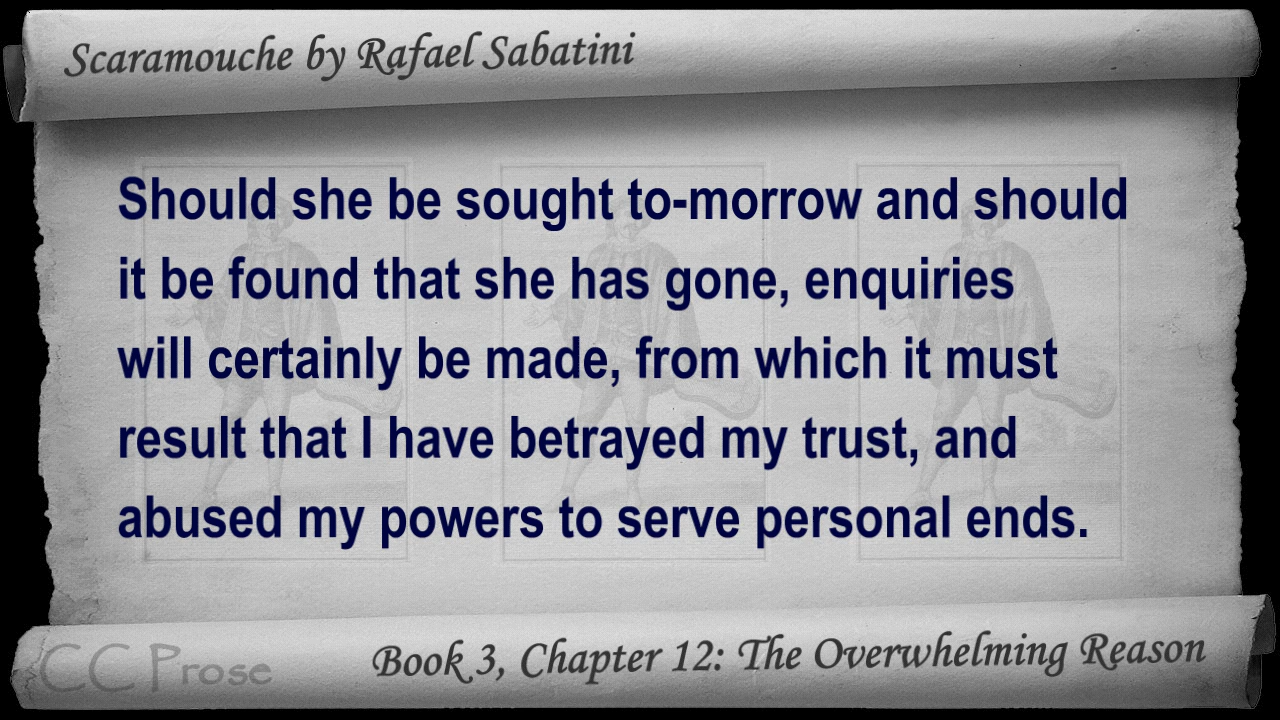 Scaramouche by Rafael Sabatini
Should she be sought to-morrow and should
it be found that she has gone, enquiries
will certainly be made, from which it must
result that I have betrayed my trust, and
abused my powers to serve personal ends.
CC Prose
Book 3, Chapter 12: The Overwhelming Reason